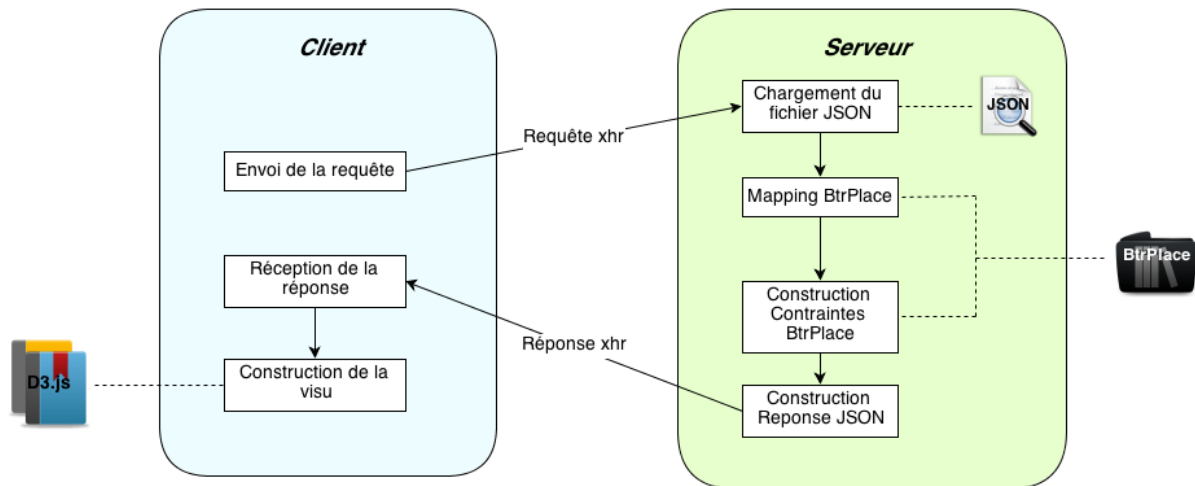 Client
Serveur
Chargement du
fichier JSON
JSON
Requête xhr
Envoi de la requête
Mapping BtrPlace
BtrPlace
Réception de la
réponse
Construction
Contraintes
BtrPlace
Réponse xhr
Construction de la
visu
D3.js
Construction
Reponse JSON